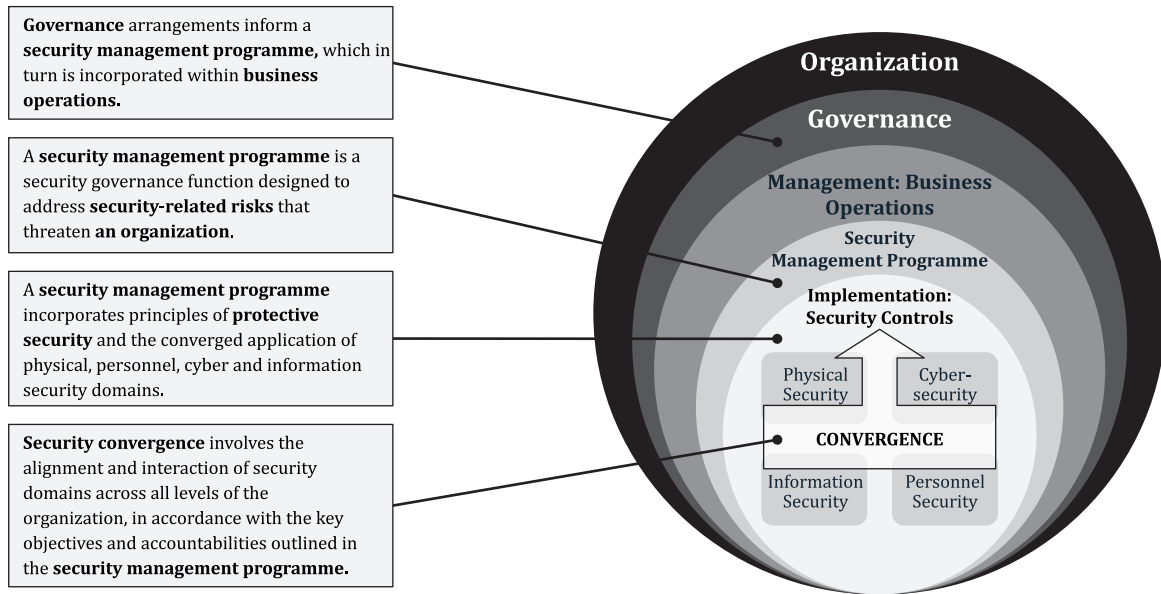 Governance arrangements inform a
security management programme, which in
turn is incorporated within business
operations.
A security management programme is a
security governance function designed to
address security-related risks that
threaten an organization.
A security management programme
incorporates principles of protective
security and the converged application of
physical, personnel, cyber and information
security domains.
Security convergence involves the
alignment and interaction of security
domains across all levels of the
organization, in accordance with the key
objectives and accountabilities outlined in
the security management programme.
Organization
Governance
Management: Business
Operations
Security
Management Programme
Implementation:
Security Controls
Physical
Security
Cyber-
security
CONVERGENCE
Information
Security
Personnel
Security